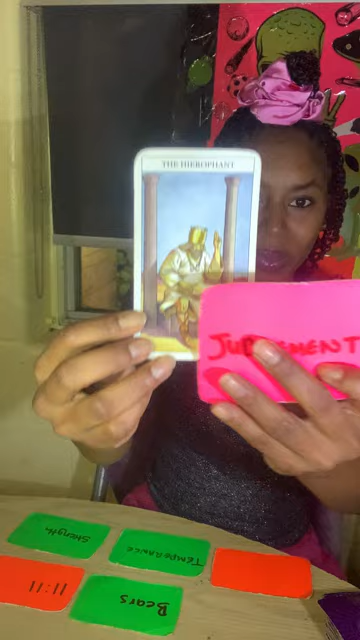 THE HIEROPHANT
JUDGEMENT
Strength
Temperance
11:11
Bears